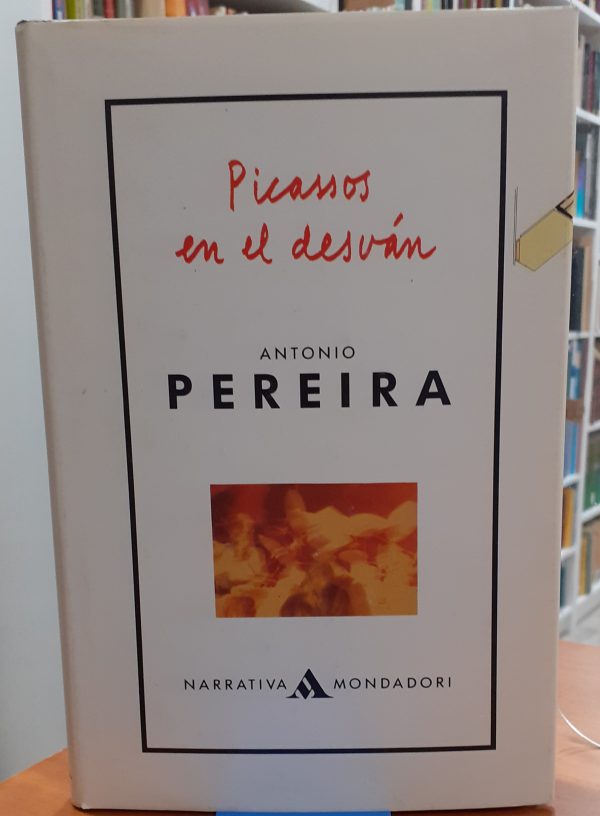 Picassos
en el desván
ANTONIO
PEREIRA
NARRATIVA MONDADORI